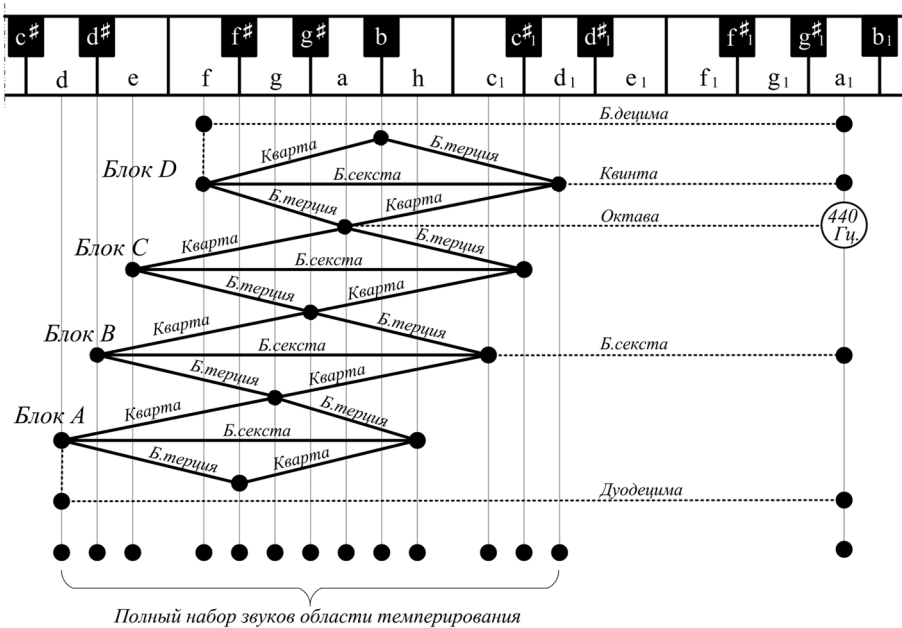 c# d# f# g# b c#1 d#1 f#1 g#1 b1
d e f g a h c1 d1 e1 f1 g1 a1
Б.децима
Кварта Б.терция
Блок D Б.секста Квинта
Б.терция Кварта Октава 440 Гц.
Кварта Б.терция
Блок C Б.секста
Б.терция Кварта
Кварта Б.терция
Блок B Б.секста Б.секста
Б.терция Кварта
Кварта Б.терция
Блок A Б.секста
Б.терция Кварта
Дуодецима
Полный набор звуков области темперирования